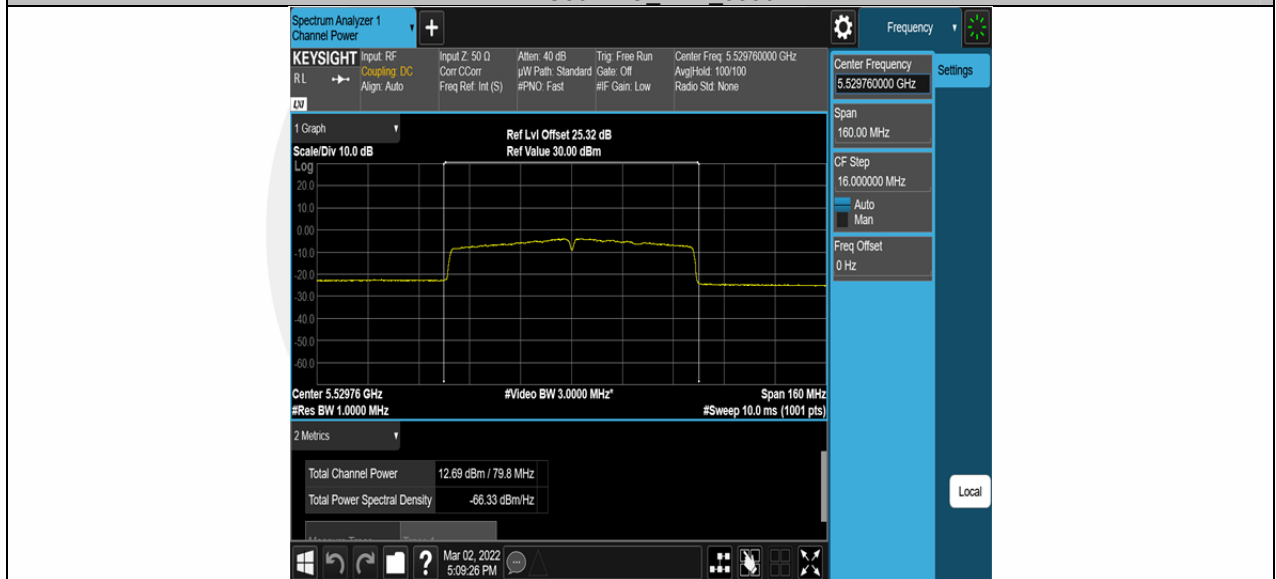 Spectrum Analyzer 1
Channel Power
+
Frequency
KEYSIGHT
RL
LXI
Input: RF
Coupling: DC
Align: Auto
Input Z: 50 Ω
Corr CCorr
Freq Ref: Int (S)
Atten: 40 dB
µW Path: Standard
#PNO: Fast
Trig: Free Run
Gate: Off
#IF Gain: Low
Center Freq: 5.529760000 GHz
Avg|Hold: 100/100
Radio Std: None
Center Frequency
5.529760000 GHz
Settings
Span
160.00 MHz
CF Step
16.000000 MHz
Auto
Man
Freq Offset
0 Hz
Local
1 Graph
Scale/Div 10.0 dB
Ref Lvl Offset 25.32 dB
Ref Value 30.00 dBm
Log
20.0
10.0
0.00
-10.0
-20.0
-30.0
-40.0
-50.0
-60.0
Center 5.52976 GHz
#Video BW 3.0000 MHz*
Span 160 MHz
#Res BW 1.0000 MHz
#Sweep 10.0 ms (1001 pts)
2 Metrics
Total Channel Power 12.69 dBm / 79.8 MHz
Total Power Spectral Density -66.33 dBm/Hz
?
Mar 02, 2022
5:09:26 PM